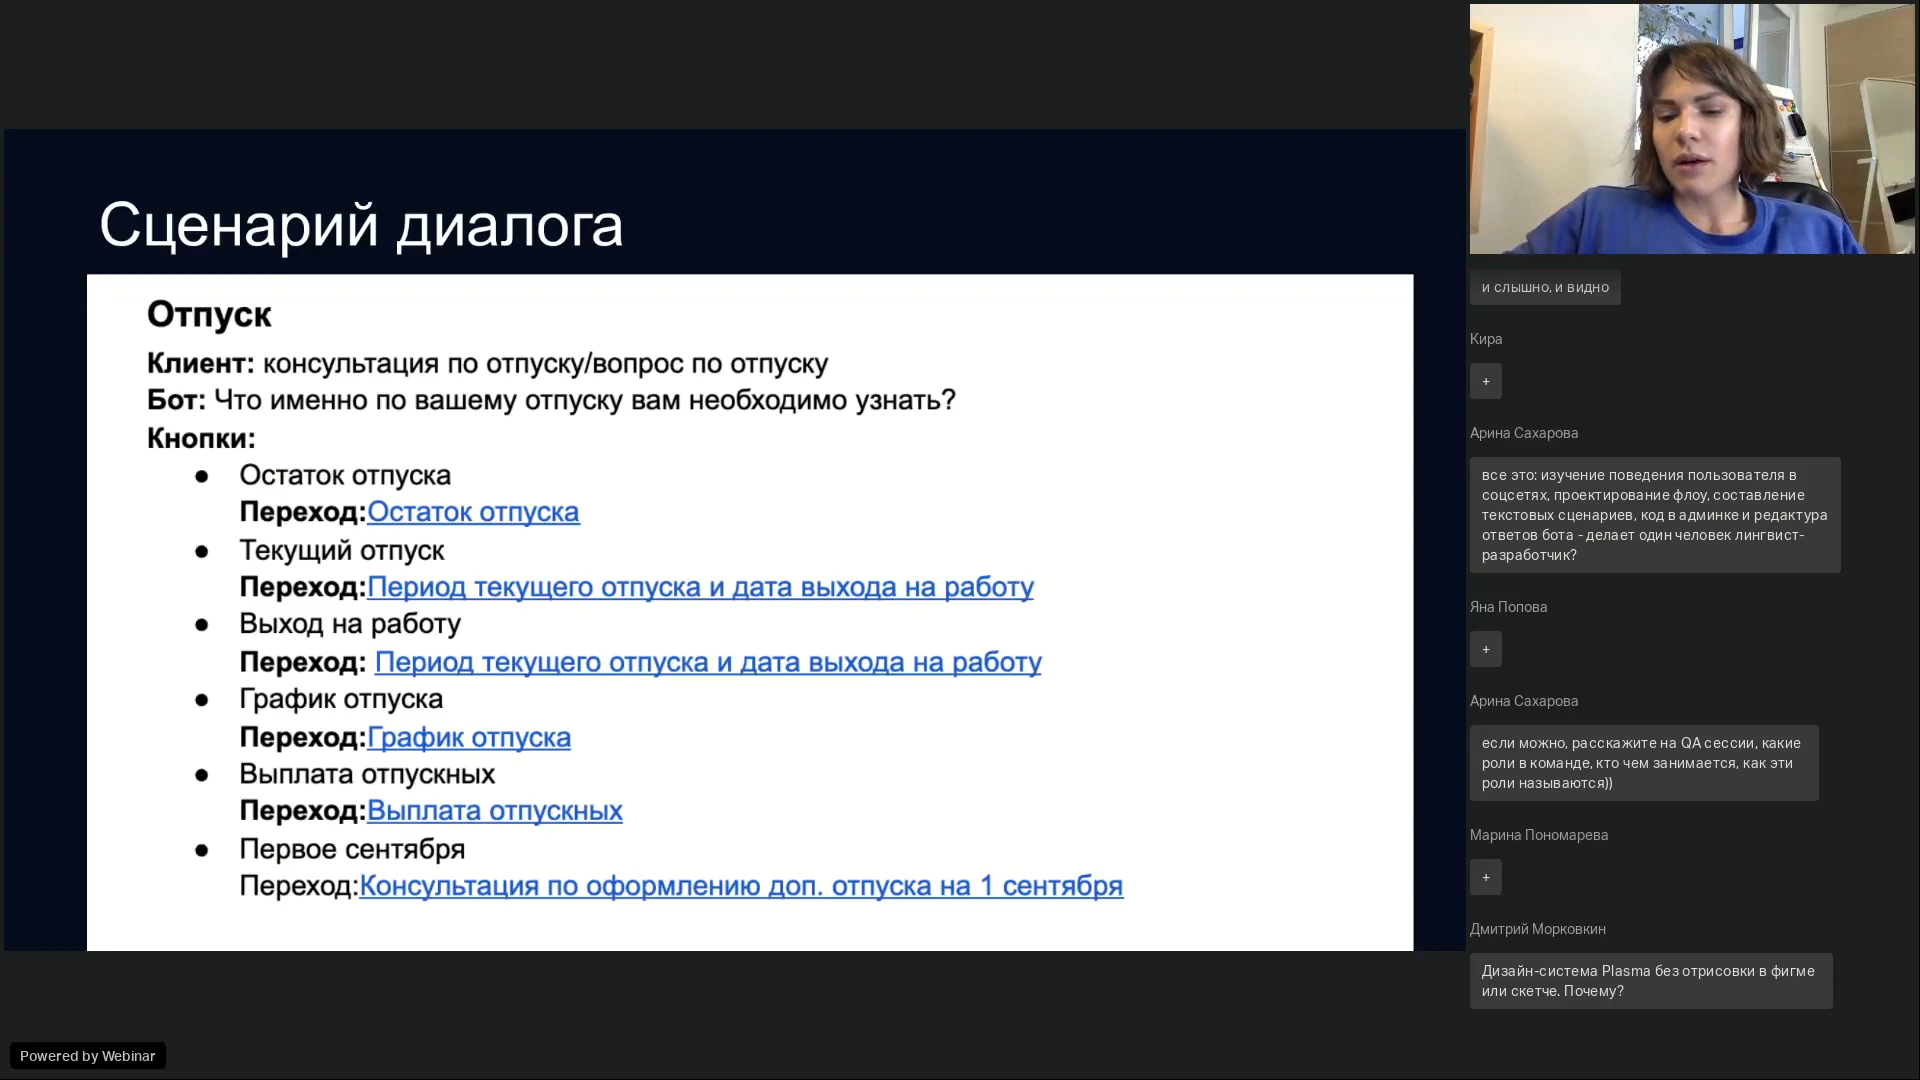 Сценарий диалога
Отпуск
Клиент: консультация по отпуску/вопрос по отпуску
Бот: Что именно по вашему отпуску вам необходимо узнать?
Кнопки:
● Остаток отпуска
Переход:Остаток отпуска
● Текущий отпуск
Переход:Период текущего отпуска и дата выхода на работу
● Выход на работу
Переход: Период текущего отпуска и дата выхода на работу
● График отпуска
Переход:График отпуска
● Выплата отпускных
Переход:Выплата отпускных
● Первое сентября
Переход:Консультация по оформлению доп. отпуска на 1 сентября
и слышно, и видно
Кира
+
Арина Сахарова
все это: изучение поведения пользователя в
соцсетях, проектирование флоу, составление
текстовых сценариев, код в админке и редактура
ответов бота - делает один человек лингвист-
разработчик?
Яна Попова
+
Арина Сахарова
если можно, расскажите на QA сессии, какие
роли в команде, кто чем занимается, как эти
роли называются))
Марина Пономарева
+
Дмитрий Морковкин
Дизайн-система Plasma без отрисовки в фигме
или скетче. Почему?
Powered by Webinar